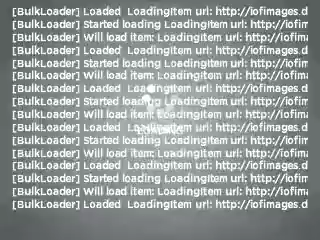 [BulkLoader] Loaded LoadingItem url: http://iofimages.d
[BulkLoader] Started loading LoadingItem url: http://iofim
[BulkLoader] Will load item: LoadingItem url: http://iofima
[BulkLoader] Loaded LoadingItem url: http://iofimages.d
[BulkLoader] Started loading LoadingItem url: http://iofim
[BulkLoader] Will load item: LoadingItem url: http://iofima
[BulkLoader] Loaded LoadingItem url: http://iofimages.d
[BulkLoader] Started loading LoadingItem url: http://iofim
[BulkLoader] Will load item: LoadingItem url: http://iofima
[BulkLoader] Loaded LoadingItem url: http://iofimages.d
[BulkLoader] Started loading LoadingItem url: http://iofim
[BulkLoader] Will load item: LoadingItem url: http://iofima
[BulkLoader] Loaded LoadingItem url: http://iofimages.d
[BulkLoader] Started loading LoadingItem url: http://iofim
[BulkLoader] Will load item: LoadingItem url: http://iofima
[BulkLoader] Loaded LoadingItem url: http://iofimages.d